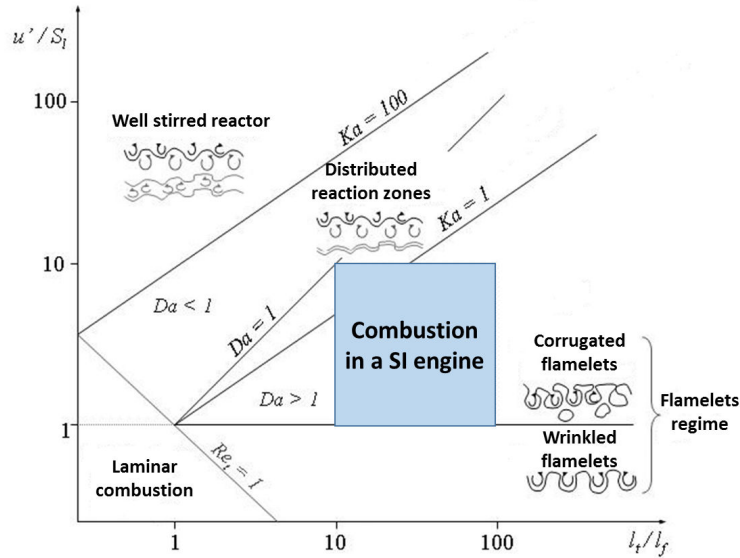 u'/S_l
100
Well stirred reactor
Ka = 100
Distributed
reaction zones
Ka = 1
10
Da < 1
Da = 1
Combustion
in a SI engine
Corrugated
flamelets
Da > 1
Flamelets
regime
1
Wrinkled
flamelets
Laminar
combustion
Re_t = 1
1
10
100
l_t/l_f